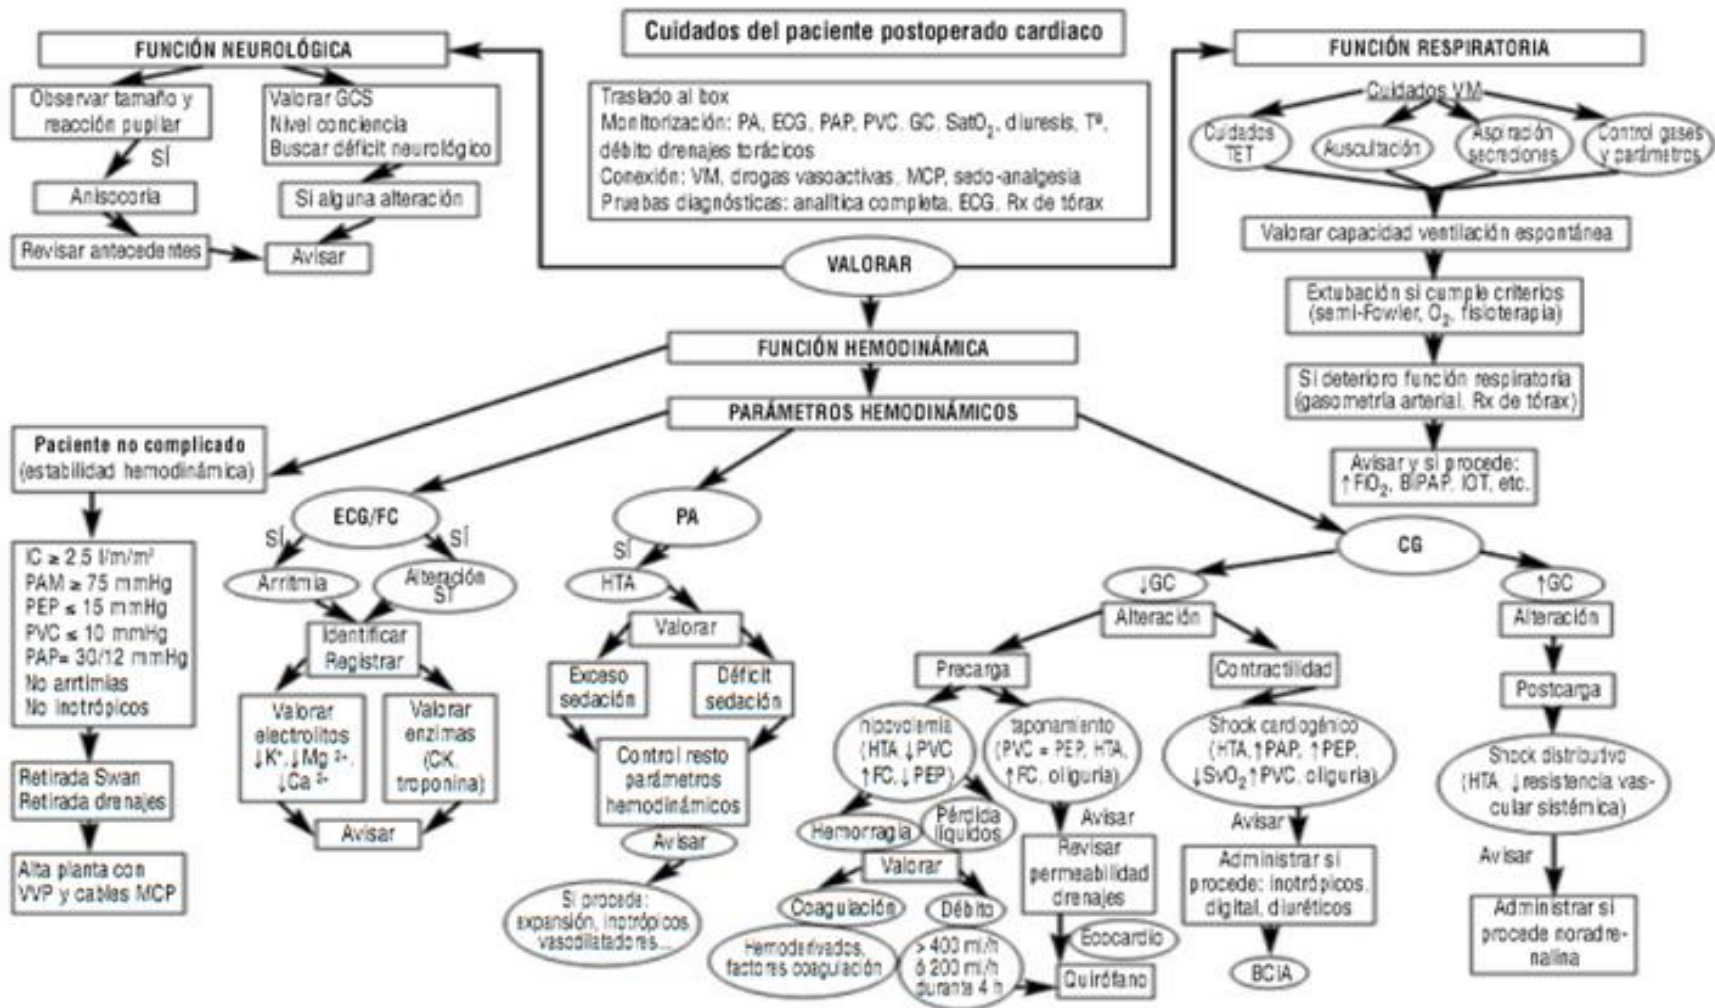 Cuidados del paciente postoperado cardiaco
FUNCIÓN NEUROLÓGICA
Observar tamaño y
reacción pupilar
SÍ
Anisocoria
Revisar antecedentes
Valorar GCS
Nivel conciencia
Buscar déficit neurológico
Si alguna alteración
Avisar
Traslado al box
Monitorización: PA, ECG, PAP, PVC, GC, SatO₂, diuresis, Tª,
débito drenajes torácicos
Conexión: VM, drogas vasoactivas, MCP, sedo-analgesia
Pruebas diagnósticas: analítica completa, ECG, Rx de tórax
VALORAR
FUNCIÓN RESPIRATORIA
Cuidados VM
Cuidados
TET
Auscultación
Aspiración
secreciones
Control gases
y parámetros
Valorar capacidad ventilación espontánea
Extubación si cumple criterios
(semi-Fowler, O₂, fisioterapia)
Si deterioro función respiratoria
(gasometría arterial, Rx de tórax)
Avisar y si procede:
↑FiO₂, BIPAP, IOT, etc.
FUNCIÓN HEMODINÁMICA
PARÁMETROS HEMODINÁMICOS
Paciente no complicado
(estabilidad hemodinámica)
IC ≥ 2.5 l/m/m²
PAM ≥ 75 mmHg
PEP ≤ 15 mmHg
PVC ≤ 10 mmHg
PAP= 30/12 mmHg
No arritmias
No inotrópicos
Retirada Swan
Retirada drenajes
Alta planta con
VVP y cables MCP
ECG/FC
SÍ
SÍ
Arritmia
Alteración
ST
Identificar
Registrar
Valorar
electrolitos
↓K⁺, ↓Mg ²⁺,
↓Ca ²⁺
Valorar
enzimas
(CK,
troponina)
Avisar
PA
SÍ
HTA
Valorar
Exceso
sedación
Déficit
sedación
Control resto
parámetros
hemodinámicos
Avisar
Si procede:
expansión, inotrópicos,
vasodilatadores...
CG
↓GC
Alteración
Precarga
Contractilidad
hipovolemia
(HTA ↓PVC
↑FC, ↓PEP)
taponamiento
(PVC = PEP, HTA,
↑FC, oliguria)
Hemorragia
Pérdida
líquidos
Valorar
Coagulación
Débito
Hemoderivados,
factores coagulación
> 400 ml/h
ó 200 ml/h
durante 4 h
Avisar
Revisar
permeabilidad
drenajes
Ecocardio
Quirófano
Shock cardiogénico
(HTA,↑PAP, ↑PEP,
↓SvO₂↑PVC, oliguria)
Avisar
Administrar si
procede: inotrópicos,
digital, diuréticos
BCIA
↑GC
Alteración
Postcarga
Shock distributivo
(HTA, ↓resistencia vas-
cular sistémica)
Avisar
Administrar si
procede noradre-
nalina